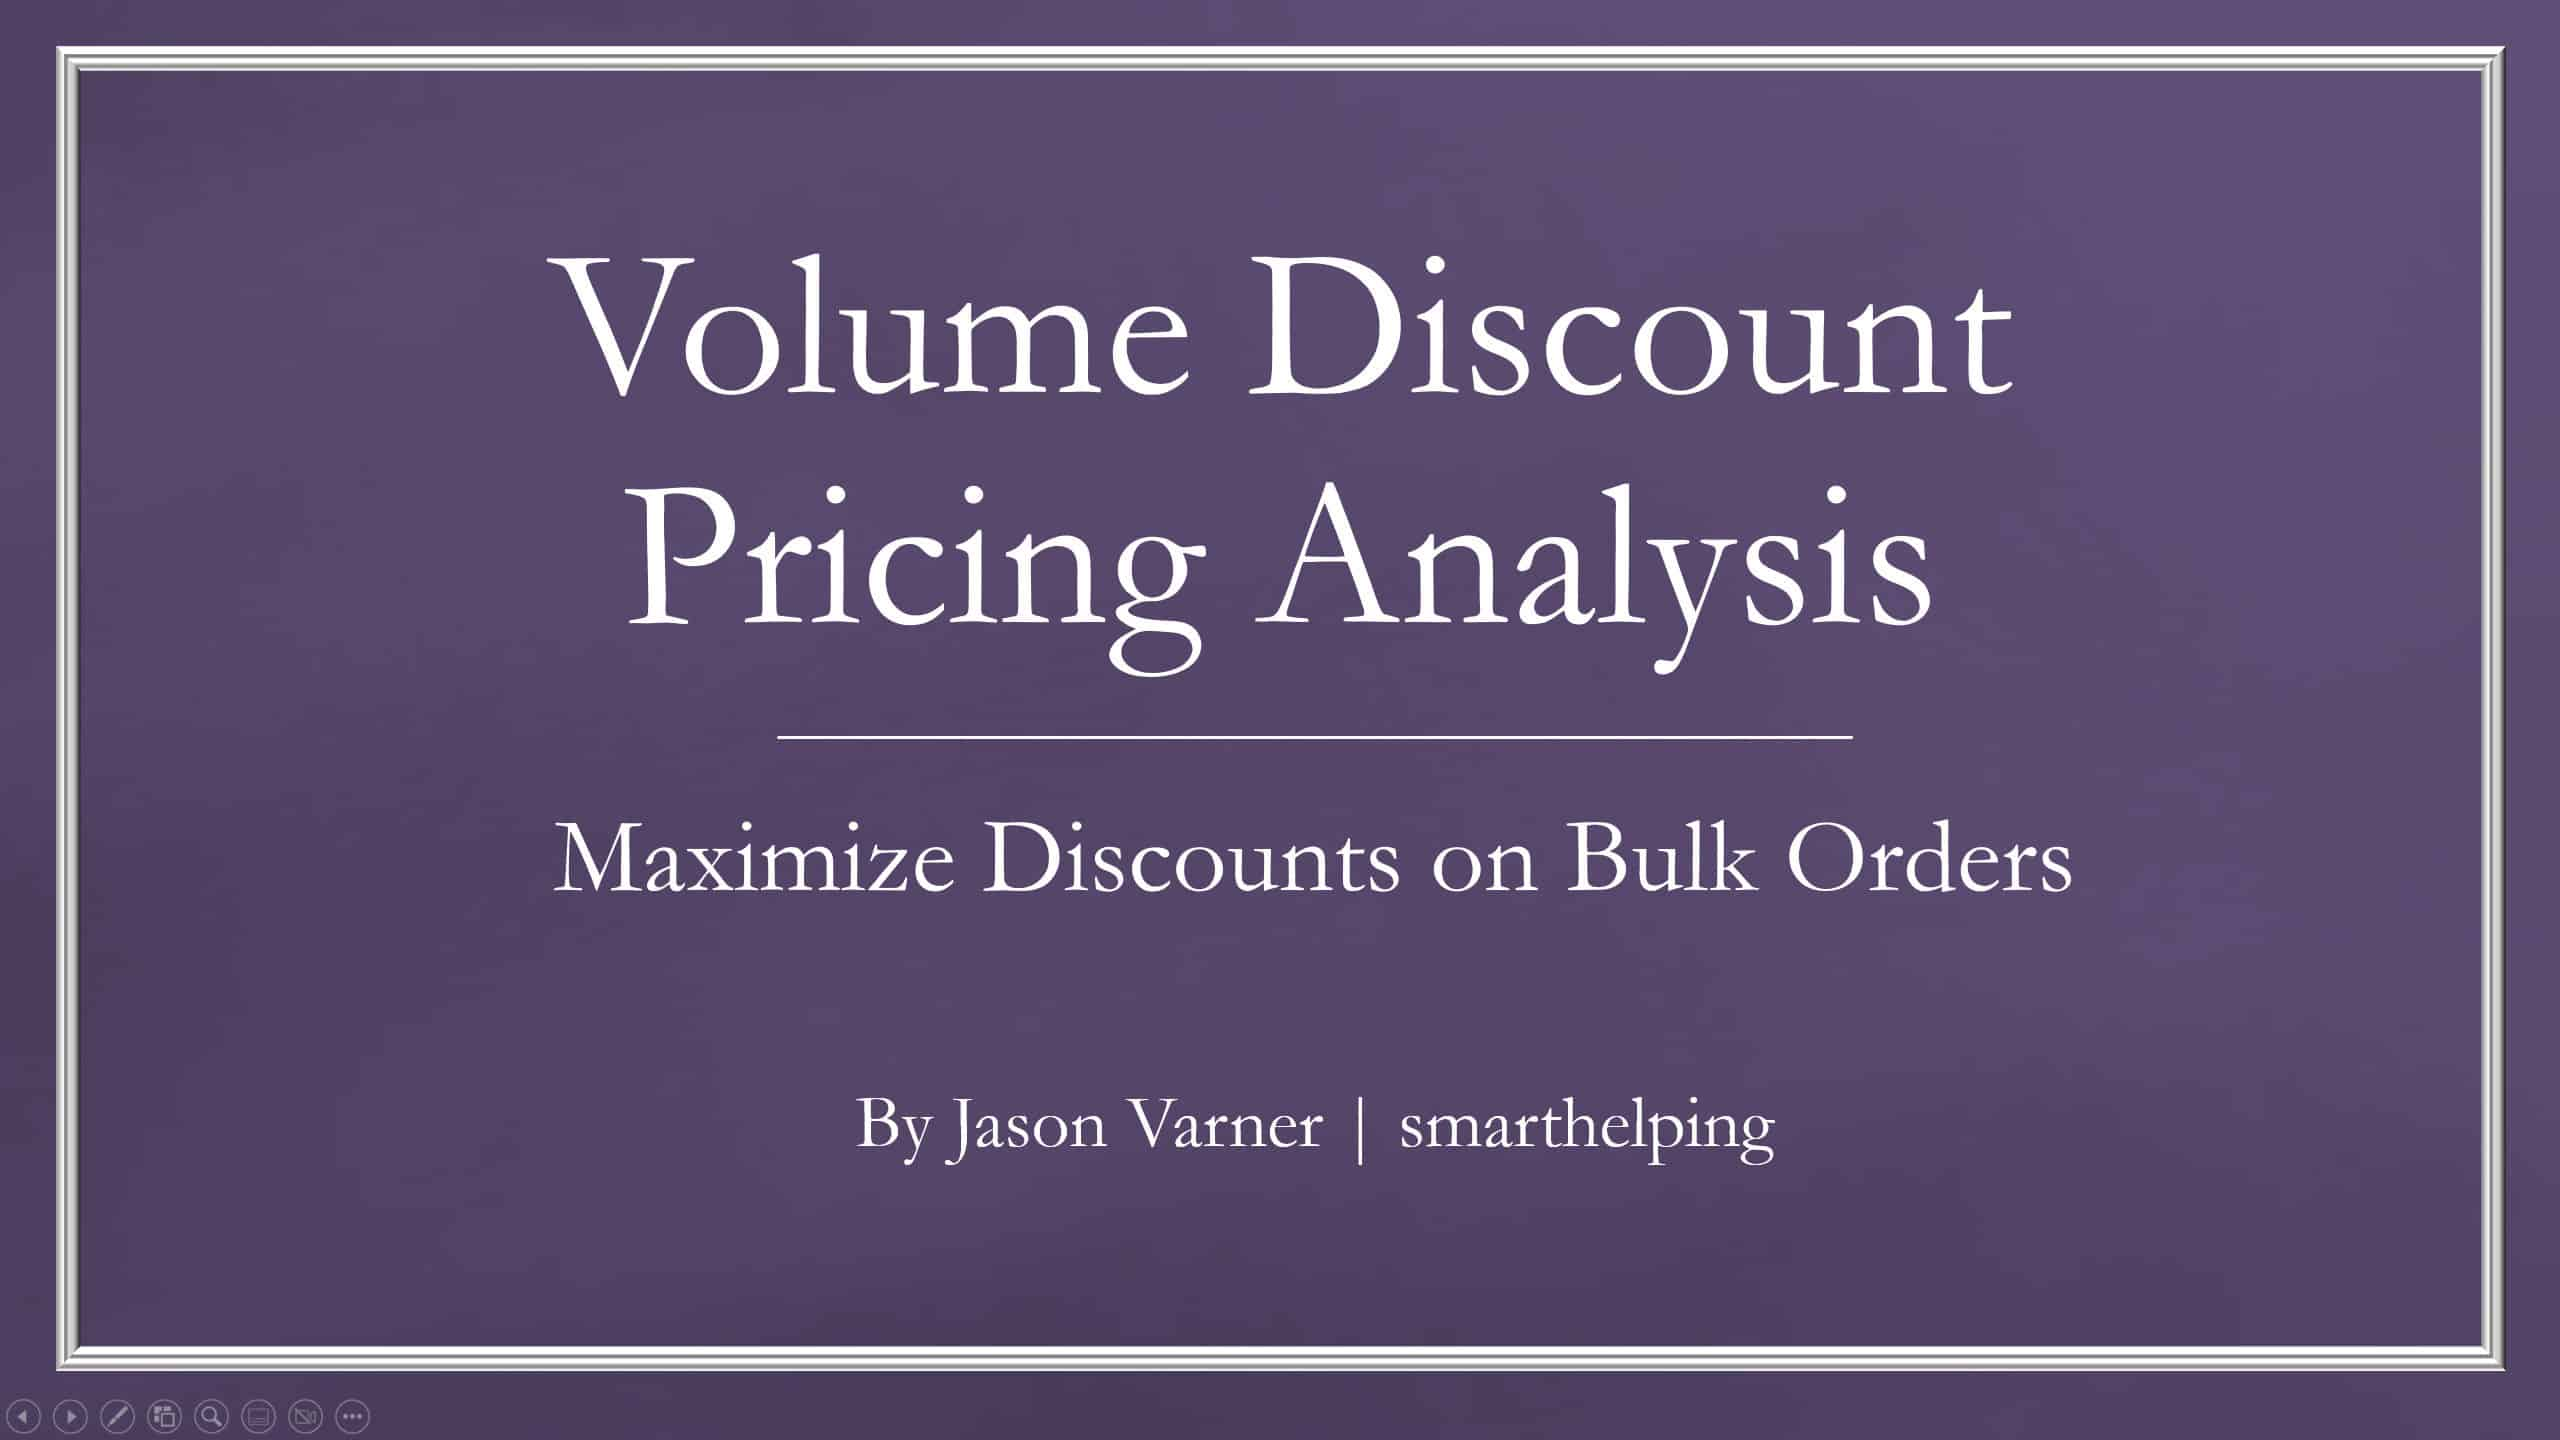 Volume Discount
Pricing Analysis
Maximize Discounts on Bulk Orders
By Jason Varner | smarthelping